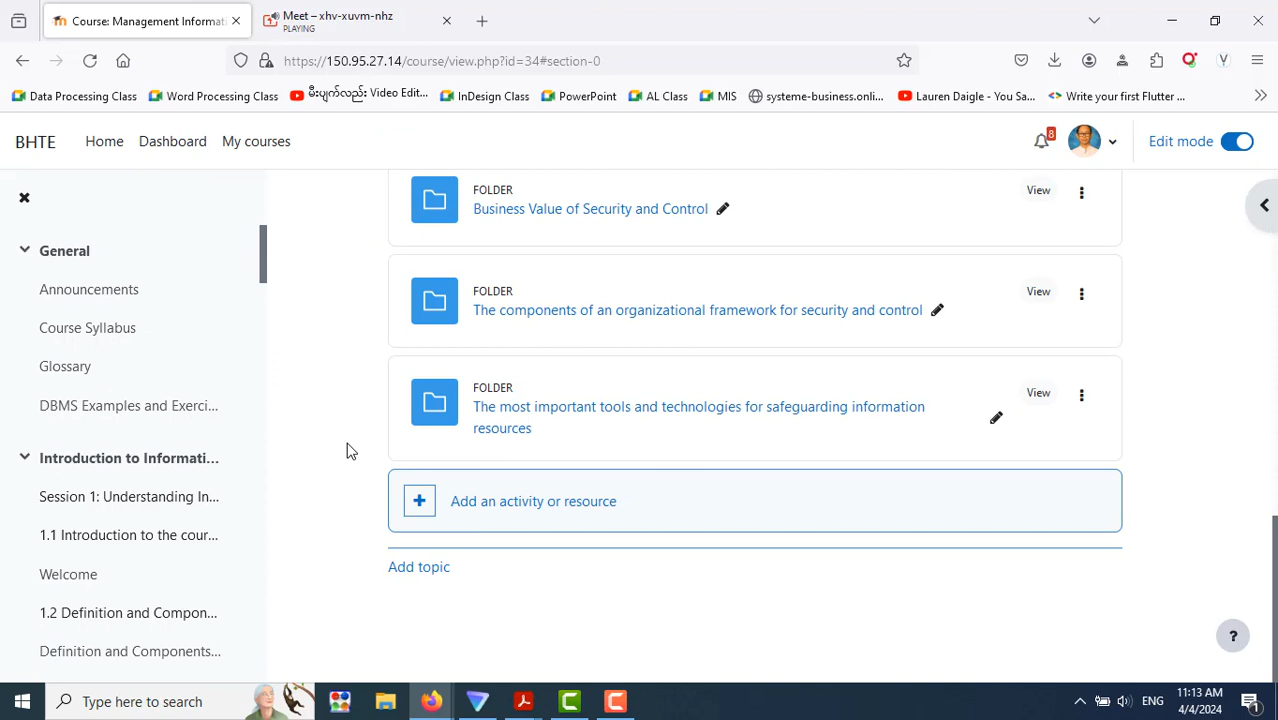 Course: Management Informati
Meet – xhv-xuvm-nhz
PLAYING
https://150.95.27.14/course/view.php?id=34#section-0
Data Processing Class
Word Processing Class
မီးပျက်လည်း Video Edit...
InDesign Class
PowerPoint
AL Class
MIS
systeme-business.onli...
Lauren Daigle - You Sa...
Write your first Flutter ...
BHTE
Home
Dashboard
My courses
8
Edit mode
General
Announcements
Course Syllabus
Glossary
DBMS Examples and Exerci...
Introduction to Informati...
Session 1: Understanding In...
1.1 Introduction to the cour...
Welcome
1.2 Definition and Compon...
Definition and Components...
FOLDER
Business Value of Security and Control
View
FOLDER
The components of an organizational framework for security and control
View
FOLDER
The most important tools and technologies for safeguarding information
resources
View
Add an activity or resource
Add topic
?
Type here to search
ENG
11:13 AM
4/4/2024
1